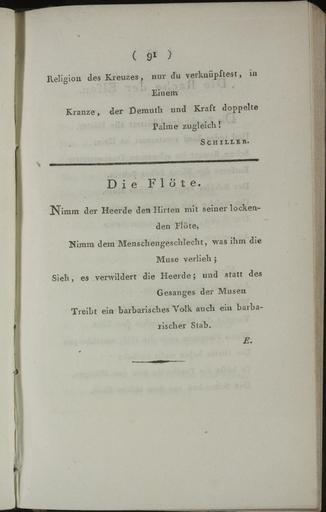 ( 91 )
Religion des Kreuzes, nur du verknüpftest, in
Einem
Kranze, der Demuth und Kraft doppelte
Palme zugleich!
SCHILLER.
Die Flöte.
Nimm der Heerde den Hirten mit seiner locken-
den Flöte,
Nimm dem Menschengeschlecht, was ihm die
Muse verlieh;
Sieh, es verwildert die Heerde; und statt des
Gesanges der Musen
Treibt ein barbarisches Volk auch ein barba-
rischer Stab.
E.